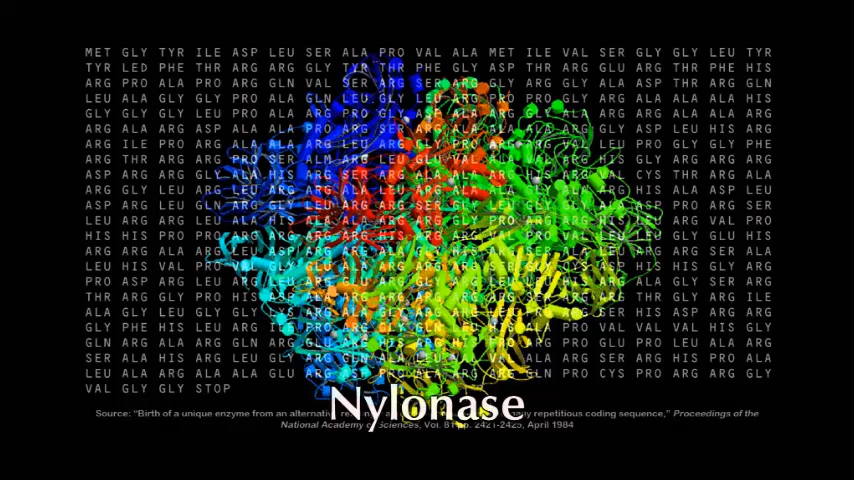 MET GLY TYR ILE ASP LEU SER ALA PRO VAL ALA MET ILE VAL SER GLY GLY LEU TYR
TYR LED PHE THR ARG ARG GLY TYR THR PHE GLY ASP THR ARG GLU ARG THR PHE HIS
ARG PRO ALA PRO ARG GLN VAL SER ARG SER ARG GLY ARG GLY ALA ASP THR ARG GLN
LEU ALA GLY GLY PRO ALA GLN LEU GLY LEU ARG PRO PRO GLY ARG ALA ALA ALA HIS
GLY GLY GLY LEU PRO ALA ARG PRO GLY ASP ALA ARG GLY ALA ARG ARG ALA ARG
ARG ALA ARG ASP ALA ALA PRO ARG SER ARG ALA ALA ARG GLY ASP LEU HIS ARG
ARG ILE PRO ARG ALA ARG LEU ARG GLY PRO ARG VAL LEU PRO GLY GLY PHE
ARG THR ARG ARG PRO SER ARG LEU GLU VAL ALA VAL ARG HIS GLY ARG ARG ARG
ASP ARG ARG GLY ALA HIS ARG SER ARG ALA ALA ARG ARG VAL CYS THR ARG ALA
ARG GLY LEU ARG LEU ARG ARG ALA LEU ARG ALA GLY ARG HIS ALA ASP LEU
ASP ARG LEU GLN ARG GLY LEU ARG ARG SER GLY GLY ALA ASP PRO ARG SER
LEU ARG ARG LEU HIS ALA ALA ARG ARG GLY PRO ARG ARG HIS LEU ARG VAL PRO
HIS HIS PRO PRO ARG ARG ARG HIS ARG VAL PRO VAL LEU LEU GLY GLU HIS
ARG ARG ALA ARG LEU ASP ARG ARG LEU ARG ARG SER ALA
LEU HIS VAL PRO VAL GLY GLU ALA ARG ARG ARG HIS HIS GLY ARG
PRO ASP ARG LEU ARG HIS ARG ALA GLY SER ARG
THR ARG GLY PRO HIS ASP ALA ARG ARG ARG THR GLY ARG ILE
ALA GLY LEU GLY GLY ARG ALA ARG ARG LEU SER HIS ASP ARG ARG
GLY PHE HIS LEU ARG ILE PRO ARG GLY GLN HIS PRO VAL VAL VAL HIS GLY
GLN ARG ALA ARG GLN ARG GLU ARG HIS ARG HIS ARG PRO GLU PRO LEU ARG
SER ALA HIS ARG LEU GLY ARG GLN ALA LEU VAL ALA ARG SER ARG HIS PRO ALA
LEU ARG ALA ALA LEU GLU ARG ASP PRO ALA ARG ARG GLN PRO CYS PRO ARG ARG GLY
VAL GLY GLY STOP
Nylonase
Source: "Birth of a unique enzyme from an repetitious coding sequence," Proceedings of the
National Academy of Sciences, Vol. 81 pp. 2421-2425, April 1984